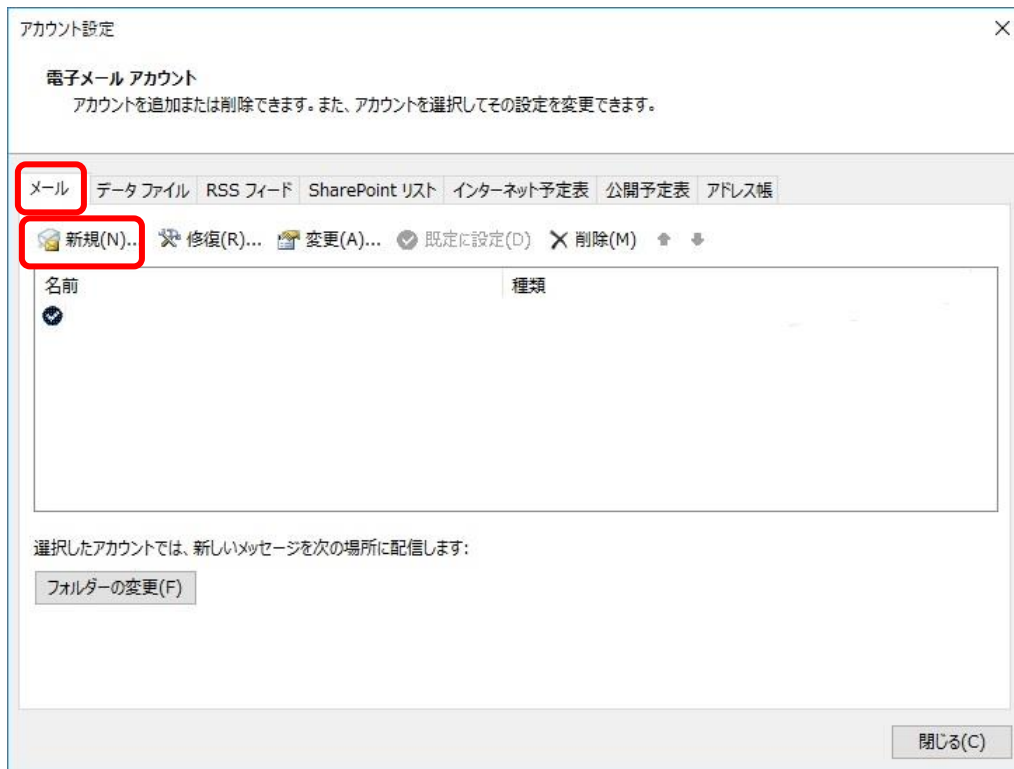 アカウント設定
電子メール アカウント
アカウントを追加または削除できます。また、アカウントを選択してその設定を変更できます。
メール データ ファイル RSS フィード SharePoint リスト インターネット予定表 公開予定表 アドレス帳
新規(N)... 修復(R)... 変更(A)... 既定に設定(D) 削除(M)
名前 種類
選択したアカウントでは、新しいメッセージを次の場所に配信します:
フォルダーの変更(F)
閉じる(C)